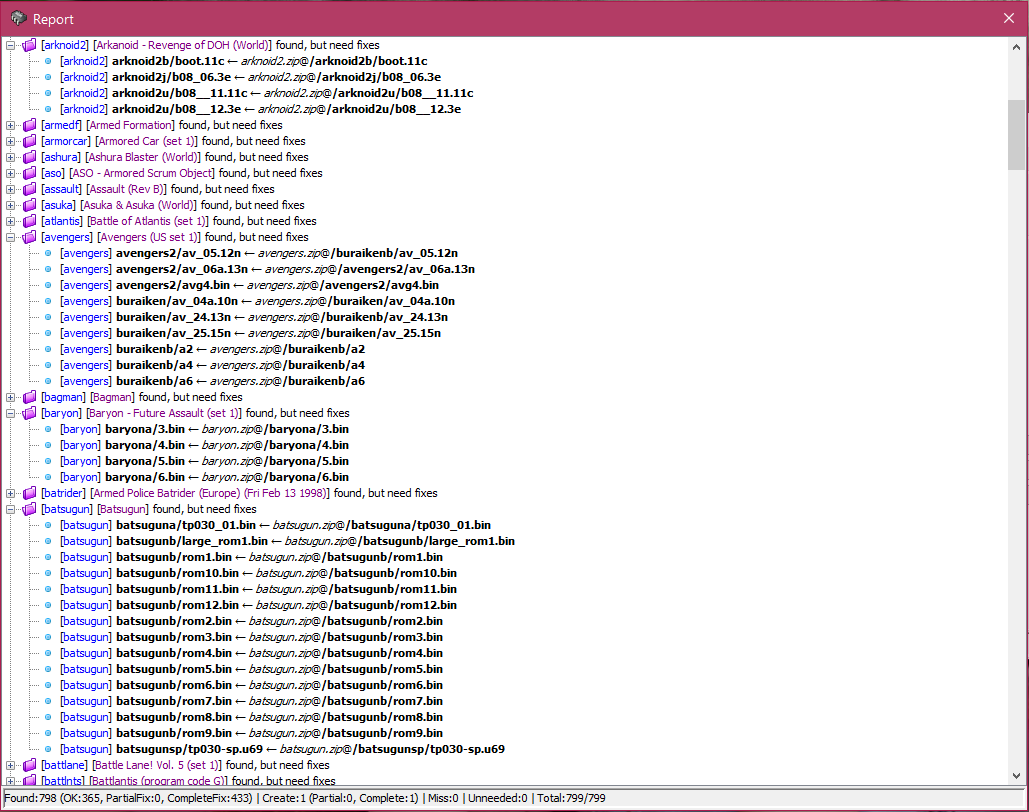 Report
[arknoid2] [Arkanoid - Revenge of DOH (World)] found, but need fixes
[arknoid2] arknoid2b/boot.11c ← arknoid2.zip@/arknoid2b/boot.11c
[arknoid2] arknoid2j/b08_06.3e ← arknoid2.zip@/arknoid2j/b08_06.3e
[arknoid2] arknoid2u/b08__11.11c ← arknoid2.zip@/arknoid2u/b08__11.11c
[arknoid2] arknoid2u/b08__12.3e ← arknoid2.zip@/arknoid2u/b08__12.3e
[armedf] [Armed Formation] found, but need fixes
[armorcar] [Armored Car (set 1)] found, but need fixes
[ashura] [Ashura Blaster (World)] found, but need fixes
[aso] [ASO - Armored Scrum Object] found, but need fixes
[assault] [Assault (Rev B)] found, but need fixes
[asuka] [Asuka & Asuka (World)] found, but need fixes
[atlantis] [Battle of Atlantis (set 1)] found, but need fixes
[avengers] [Avengers (US set 1)] found, but need fixes
[avengers] avengers2/av_05.12n ← avengers.zip@/buraikenb/av_05.12n
[avengers] avengers2/av_06a.13n ← avengers.zip@/avengers2/av_06a.13n
[avengers] avengers2/avg4.bin ← avengers.zip@/avengers2/avg4.bin
[avengers] buraiken/av_04a.10n ← avengers.zip@/buraiken/av_04a.10n
[avengers] buraiken/av_24.13n ← avengers.zip@/buraikenb/av_24.13n
[avengers] buraiken/av_25.15n ← avengers.zip@/buraiken/av_25.15n
[avengers] buraikenb/a2 ← avengers.zip@/buraikenb/a2
[avengers] buraikenb/a4 ← avengers.zip@/buraikenb/a4
[avengers] buraikenb/a6 ← avengers.zip@/buraikenb/a6
[bagman] [Bagman] found, but need fixes
[baryon] [Baryon - Future Assault (set 1)] found, but need fixes
[baryon] baryona/3.bin ← baryon.zip@/baryona/3.bin
[baryon] baryona/4.bin ← baryon.zip@/baryona/4.bin
[baryon] baryona/5.bin ← baryon.zip@/baryona/5.bin
[baryon] baryona/6.bin ← baryon.zip@/baryona/6.bin
[batrider] [Armed Police Batrider (Europe) (Fri Feb 13 1998)] found, but need fixes
[batsugun] [Batsugun] found, but need fixes
[batsugun] batsuguna/tp030_01.bin ← batsugun.zip@/batsuguna/tp030_01.bin
[batsugun] batsugunb/large_rom1.bin ← batsugun.zip@/batsugunb/large_rom1.bin
[batsugun] batsugunb/rom1.bin ← batsugun.zip@/batsugunb/rom1.bin
[batsugun] batsugunb/rom10.bin ← batsugun.zip@/batsugunb/rom10.bin
[batsugun] batsugunb/rom11.bin ← batsugun.zip@/batsugunb/rom11.bin
[batsugun] batsugunb/rom12.bin ← batsugun.zip@/batsugunb/rom12.bin
[batsugun] batsugunb/rom2.bin ← batsugun.zip@/batsugunb/rom2.bin
[batsugun] batsugunb/rom3.bin ← batsugun.zip@/batsugunb/rom3.bin
[batsugun] batsugunb/rom4.bin ← batsugun.zip@/batsugunb/rom4.bin
[batsugun] batsugunb/rom5.bin ← batsugun.zip@/batsugunb/rom5.bin
[batsugun] batsugunb/rom6.bin ← batsugun.zip@/batsugunb/rom6.bin
[batsugun] batsugunb/rom7.bin ← batsugun.zip@/batsugunb/rom7.bin
[batsugun] batsugunb/rom8.bin ← batsugun.zip@/batsugunb/rom8.bin
[batsugun] batsugunb/rom9.bin ← batsugun.zip@/batsugunb/rom9.bin
[batsugun] batsugunsp/tp030-sp.u69 ← batsugun.zip@/batsugunsp/tp030-sp.u69
[battlane] [Battle Lane! Vol. 5 (set 1)] found, but need fixes
[battlnts] [Battlantis (program code G)] found, but need fixes
Found:798 (OK:365, PartialFix:0, CompleteFix:433) | Create:1 (Partial:0, Complete:1) | Miss:0 | Unneeded:0 | Total:799/799